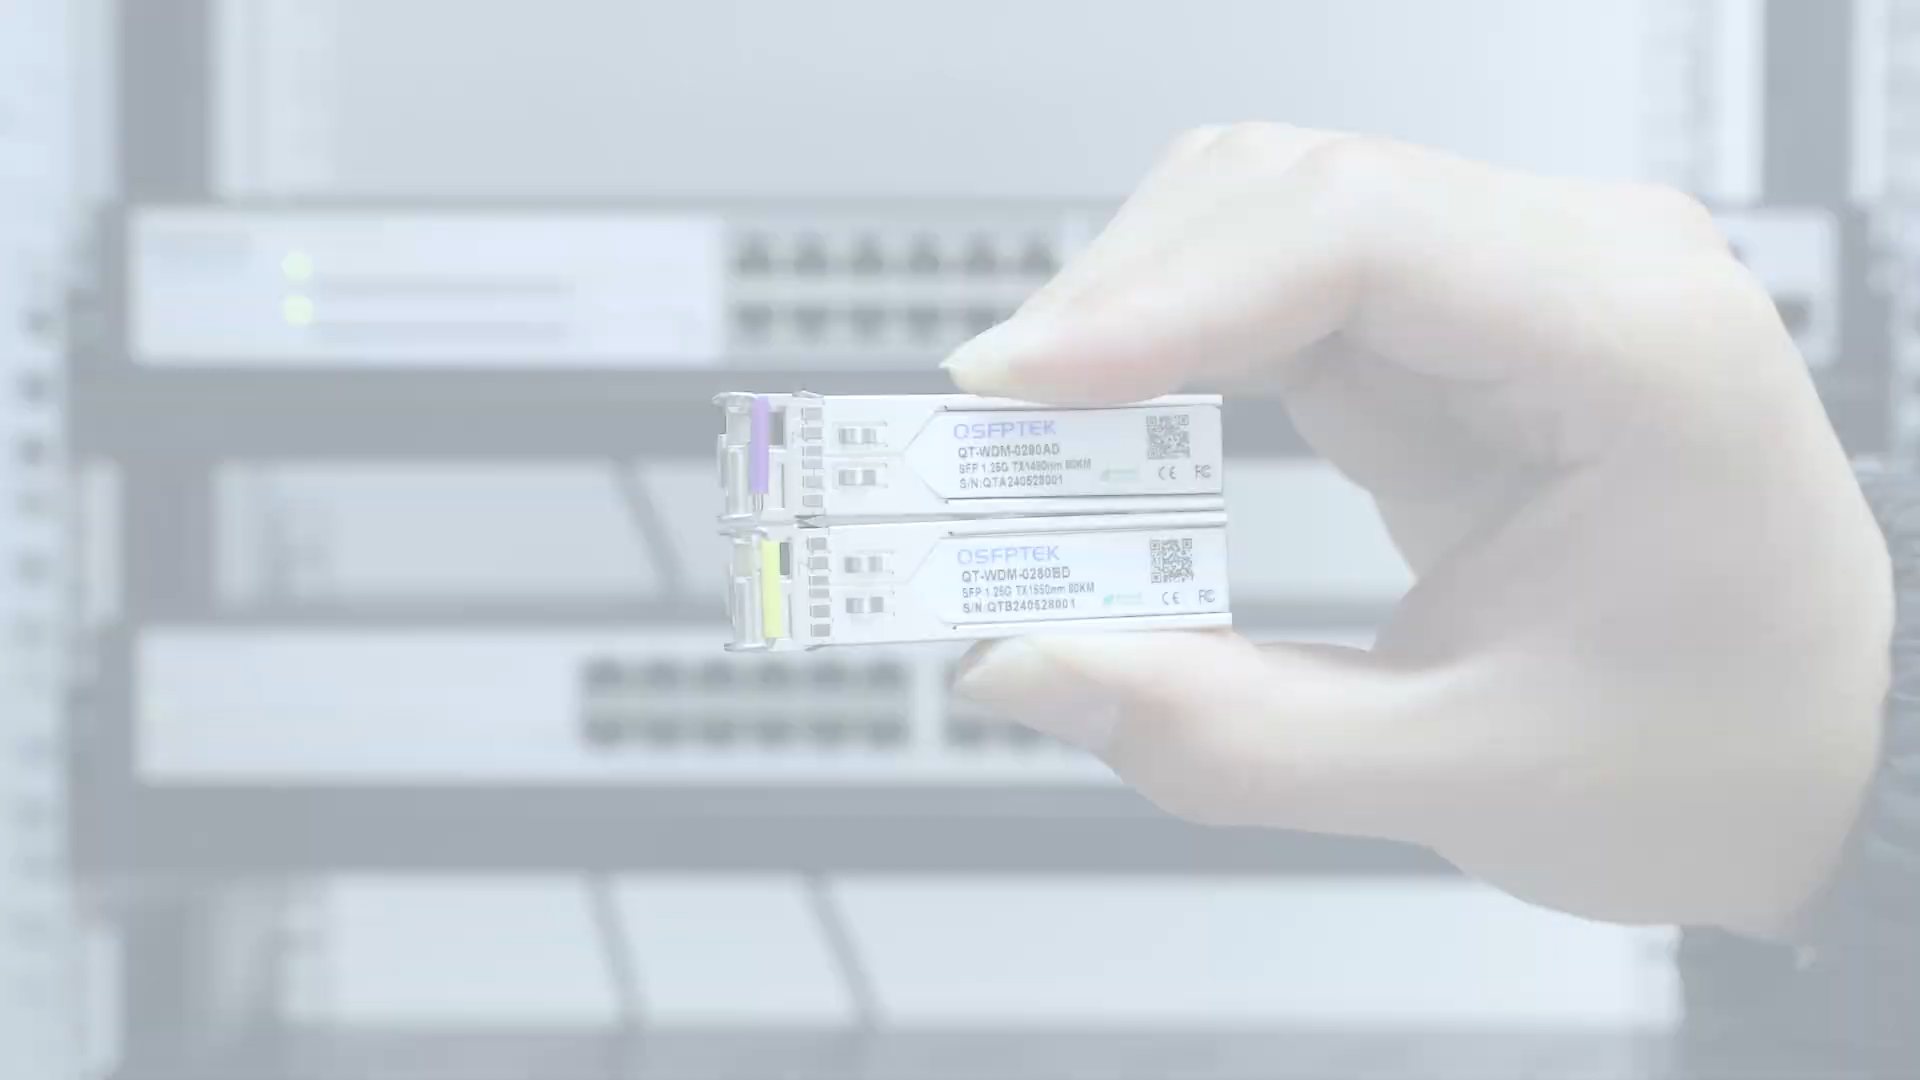 QSFPTEK
QT-WDM-0280AD
SFP 1.25G TX1490nm 80KM
S/N:QTA240528001
CE FC
QSFPTEK
QT-WDM-0280BD
SFP 1.25G TX1550nm 80KM
S/N:QTB240528001
CE FC